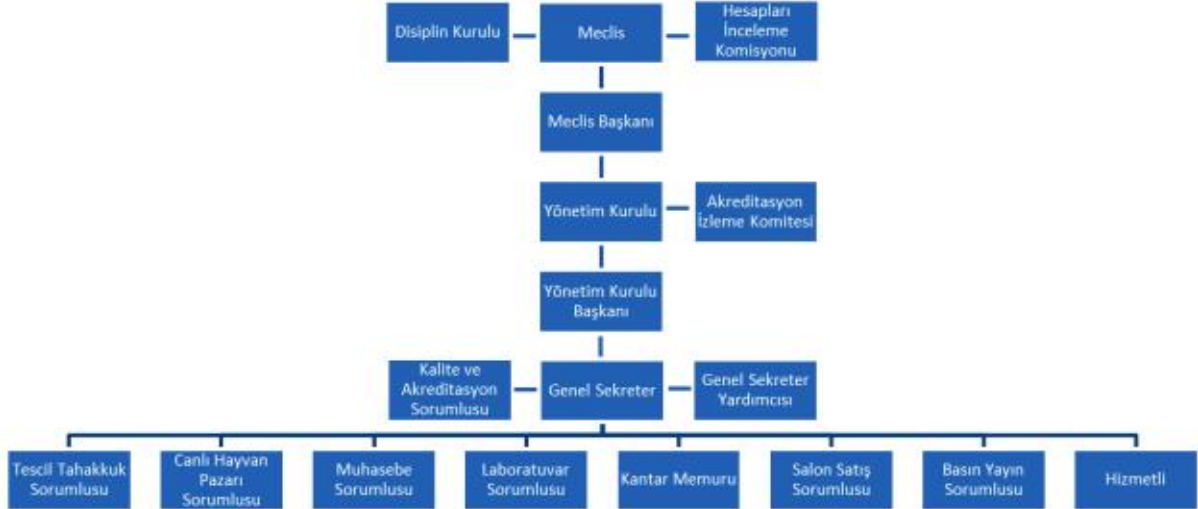 Disiplin Kurulu
Meclis
Hesapları
İnceleme
Komisyonu
Meclis Başkanı
Yönetim Kurulu
Akreditasyon
İzleme Komitesi
Yönetim Kurulu
Başkanı
Kalite ve
Akreditasyon
Sorumlusu
Genel Sekreter
Genel Sekreter
Yardımcısı
Tescil Tahakkuk
Sorumlusu
Canlı Hayvan
Pazarı
Sorumlusu
Muhasebe
Sorumlusu
Laboratuvar
Sorumlusu
Kantar Memuru
Salon Satış
Sorumlusu
Basın Yayın
Sorumlusu
Hizmetli